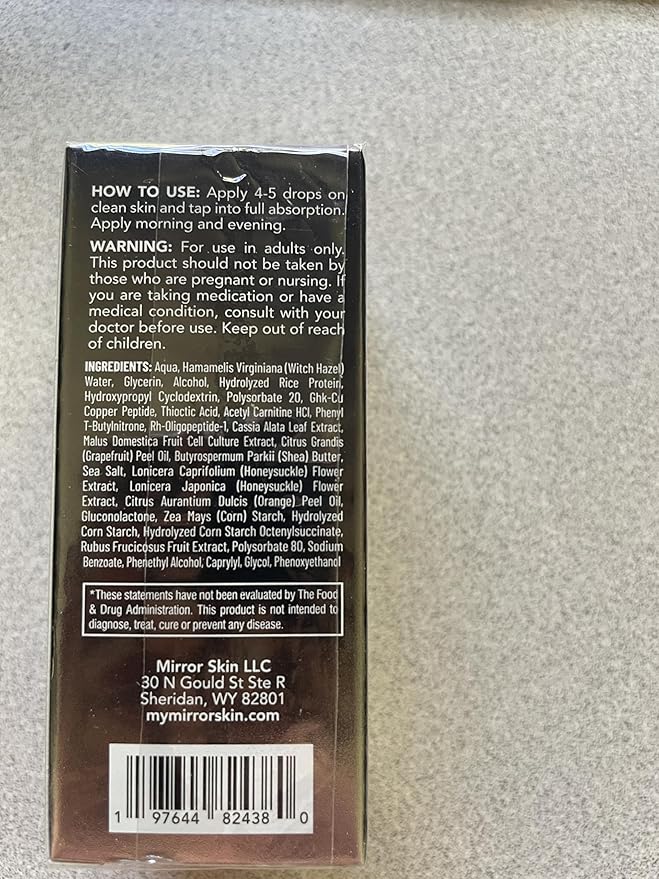 HOW TO USE: Apply 4-5 drops on
clean skin and tap into full absorption.
Apply morning and evening.
WARNING: For use in adults only.
This product should not be taken by
those who are pregnant or nursing. If
you are taking medication or have a
medical condition, consult with your
doctor before use. Keep out of reach
of children.
INGREDIENTS: Aqua, Hamamelis Virginiana (Witch Hazel)
Water, Glycerin, Alcohol, Hydrolyzed Rice Protein,
Hydroxypropyl Cyclodextrin, Polysorbate 20, Ghk-Cu
Copper Peptide, Thioctic Acid, Acetyl Carnitine HCl, Phenyl
T-Butylnitrone, Rh-Oligopeptide-1, Cassia Alata Leaf Extract,
Malus Domestica Fruit Cell Culture Extract, Citrus Grandis
(Grapefruit) Peel Oil, Butyrospermum Parkii (Shea) Butter,
Sea Salt, Lonicera Caprifolium (Honeysuckle) Flower
Extract, Lonicera Japonica (Honeysuckle) Flower
Extract, Citrus Aurantium Dulcis (Orange) Peel Oil,
Gluconolactone, Zea Mays (Corn) Starch, Hydrolyzed
Corn Starch, Hydrolyzed Corn Starch Octenylsuccinate,
Rubus Frucicosus Fruit Extract, Polysorbate 80, Sodium
Benzoate, Phenethyl Alcohol, Caprylyl, Glycol, Phenoxyethanol
*These statements have not been evaluated by The Food
& Drug Administration. This product is not intended to
diagnose, treat, cure or prevent any disease.
Mirror Skin LLC
30 N Gould St Ste R
Sheridan, WY 82801
mymirrorskin.com
1 97644 82438 0